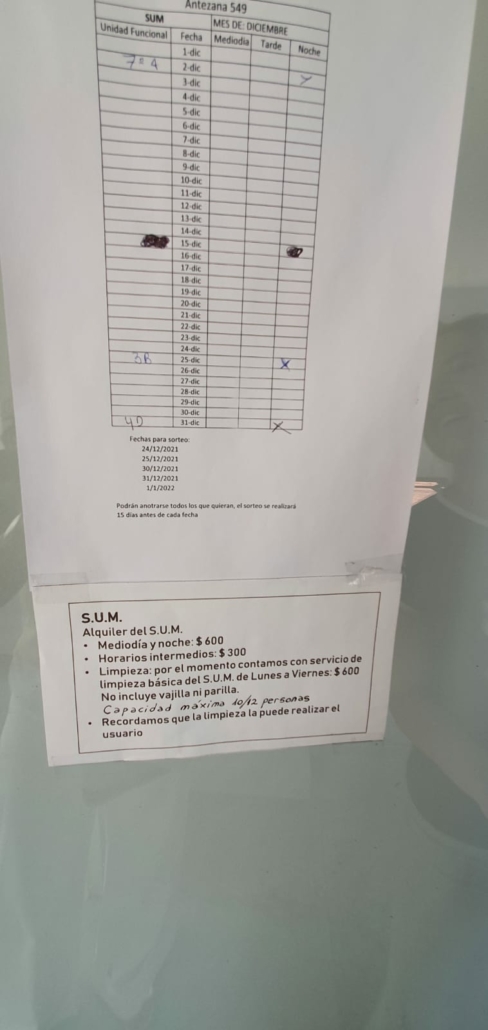 Antezana 549
SUM MES DE: DICIEMBRE
Unidad Funcional Fecha Mediodia Tarde Noche
1-dic
2-dic
3-dic
4-dic
5-dic
6-dic
7-dic
8-dic
9-dic
10-dic
11-dic
12-dic
13-dic
14-dic
15-dic
16-dic
17-dic
18-dic
19-dic
20-dic
21-dic
22-dic
23-dic
24-dic
3B 25-dic X
26-dic
27-dic
28-dic
29-dic
30-dic
4D 31-dic X
Fechas para sorteo:
24/12/2021
25/12/2021
30/12/2021
31/12/2021
1/1/2022
Podrán anotrarse todos los que quieran, el sorteo se realizará
15 días antes de cada fecha
S.U.M.
Alquiler del S.U.M.
• Mediodía y noche: $ 600
• Horarios intermedios: $ 300
• Limpieza: por el momento contamos con servicio de
limpieza básica del S.U.M. de Lunes a Viernes: $ 600
No incluye vajilla ni parilla.
Capacidad máxima 10/12 personas
• Recordamos que la limpieza la puede realizar el
usuario